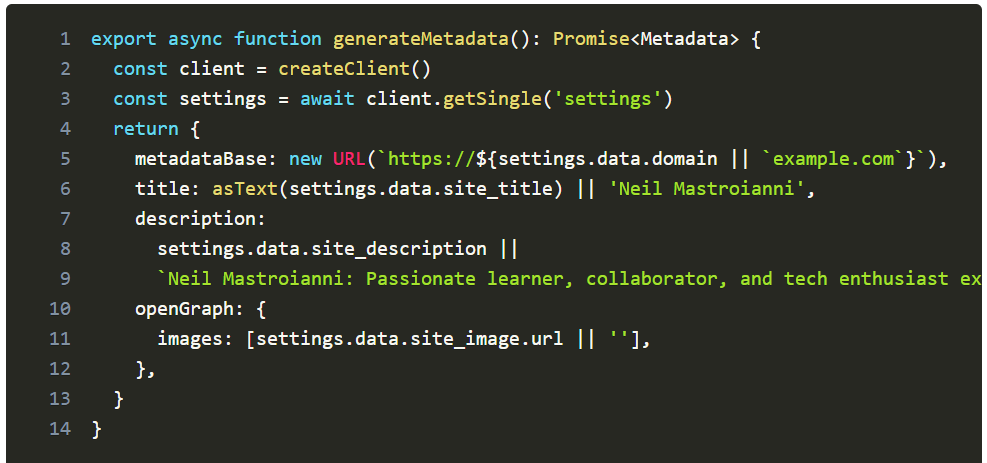 1 export async function generateMetadata(): Promise<Metadata> {
2 const client = createClient()
3 const settings = await client.getSingle('settings')
4 return {
5 metadataBase: new URL(`https://${settings.data.domain || `example.com`}`),
6 title: asText(settings.data.site_title) || 'Neil Mastroianni',
7 description:
8 settings.data.site_description ||
9 `Neil Mastroianni: Passionate learner, collaborator, and tech enthusiast ex
10 openGraph: {
11 images: [settings.data.site_image.url || ''],
12 },
13 }
14 }